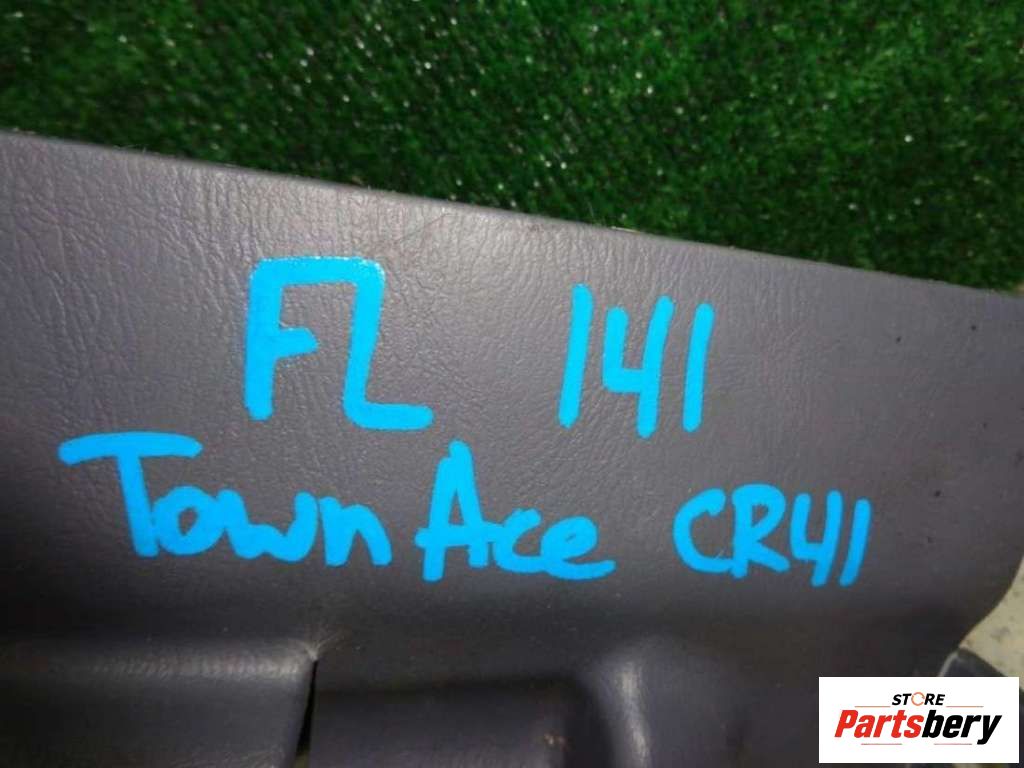 FL 141
Town Ace CR41
STORE
Partsbery